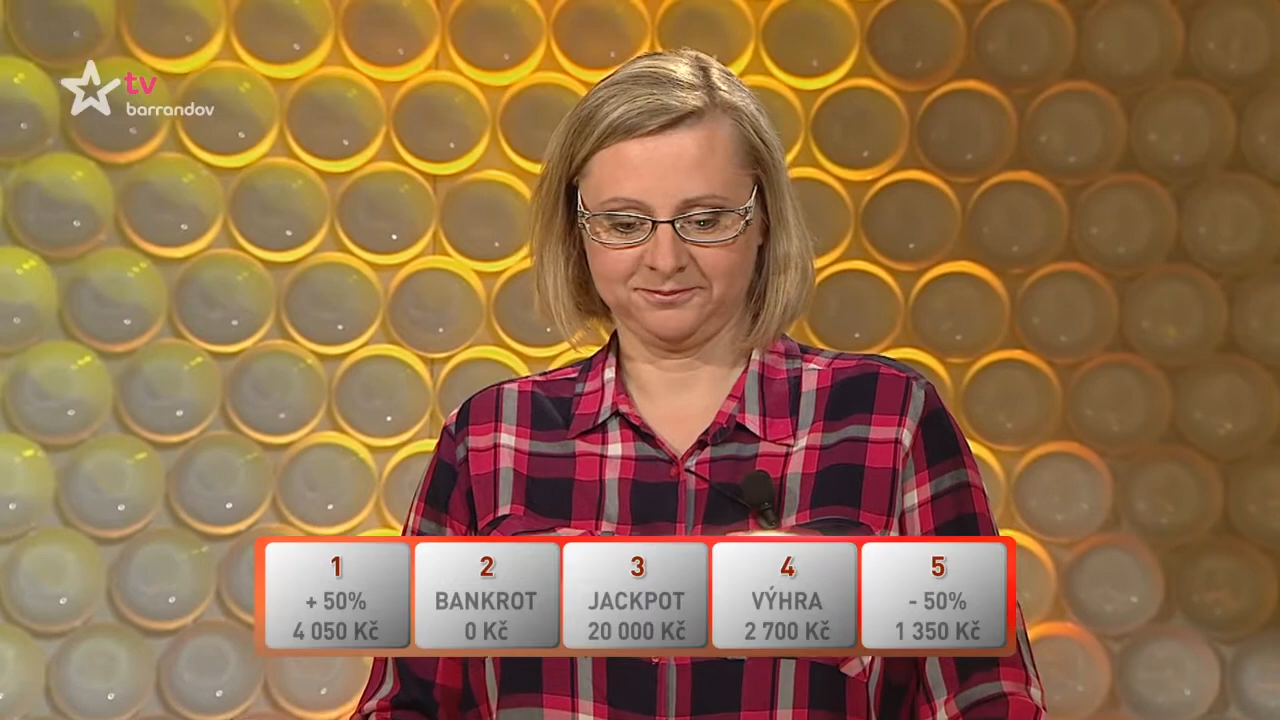 tv
barrandov
1
+ 50%
4 050 Kč
2
BANKROT
0 Kč
3
JACKPOT
20 000 Kč
4
VÝHRA
2 700 Kč
5
- 50%
1 350 Kč